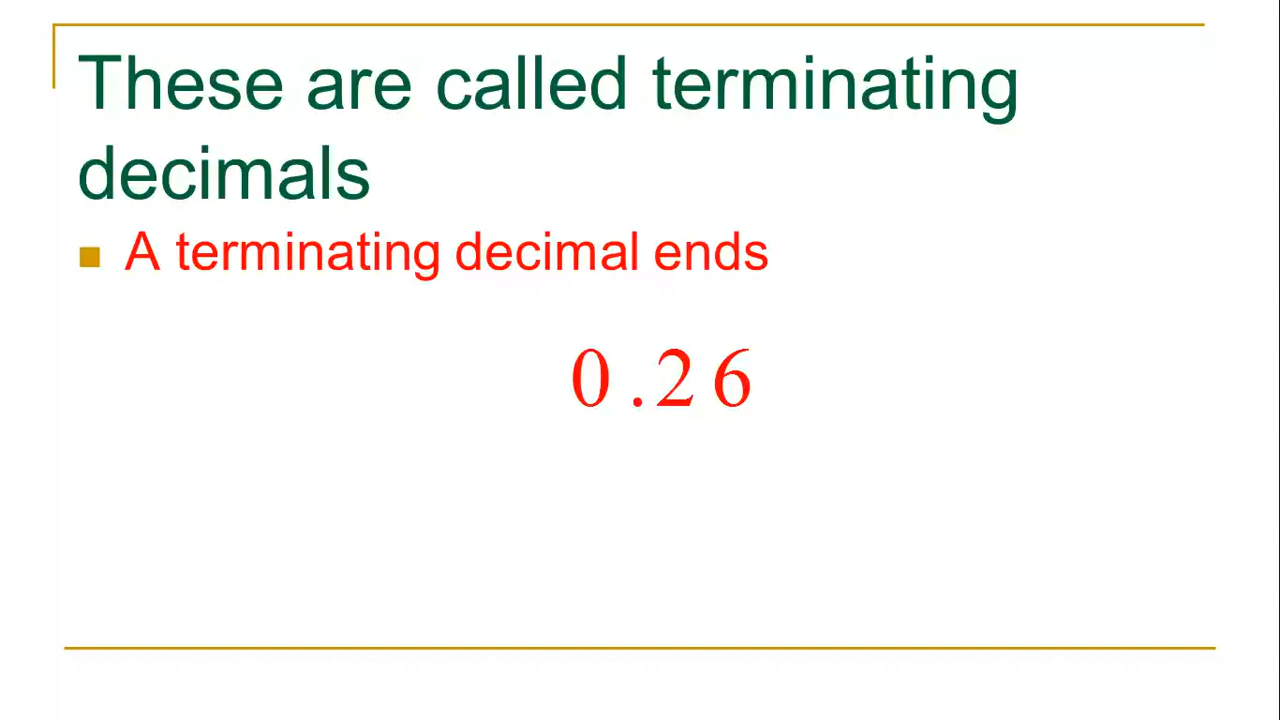 These are called terminating
decimals
A terminating decimal ends
0.26